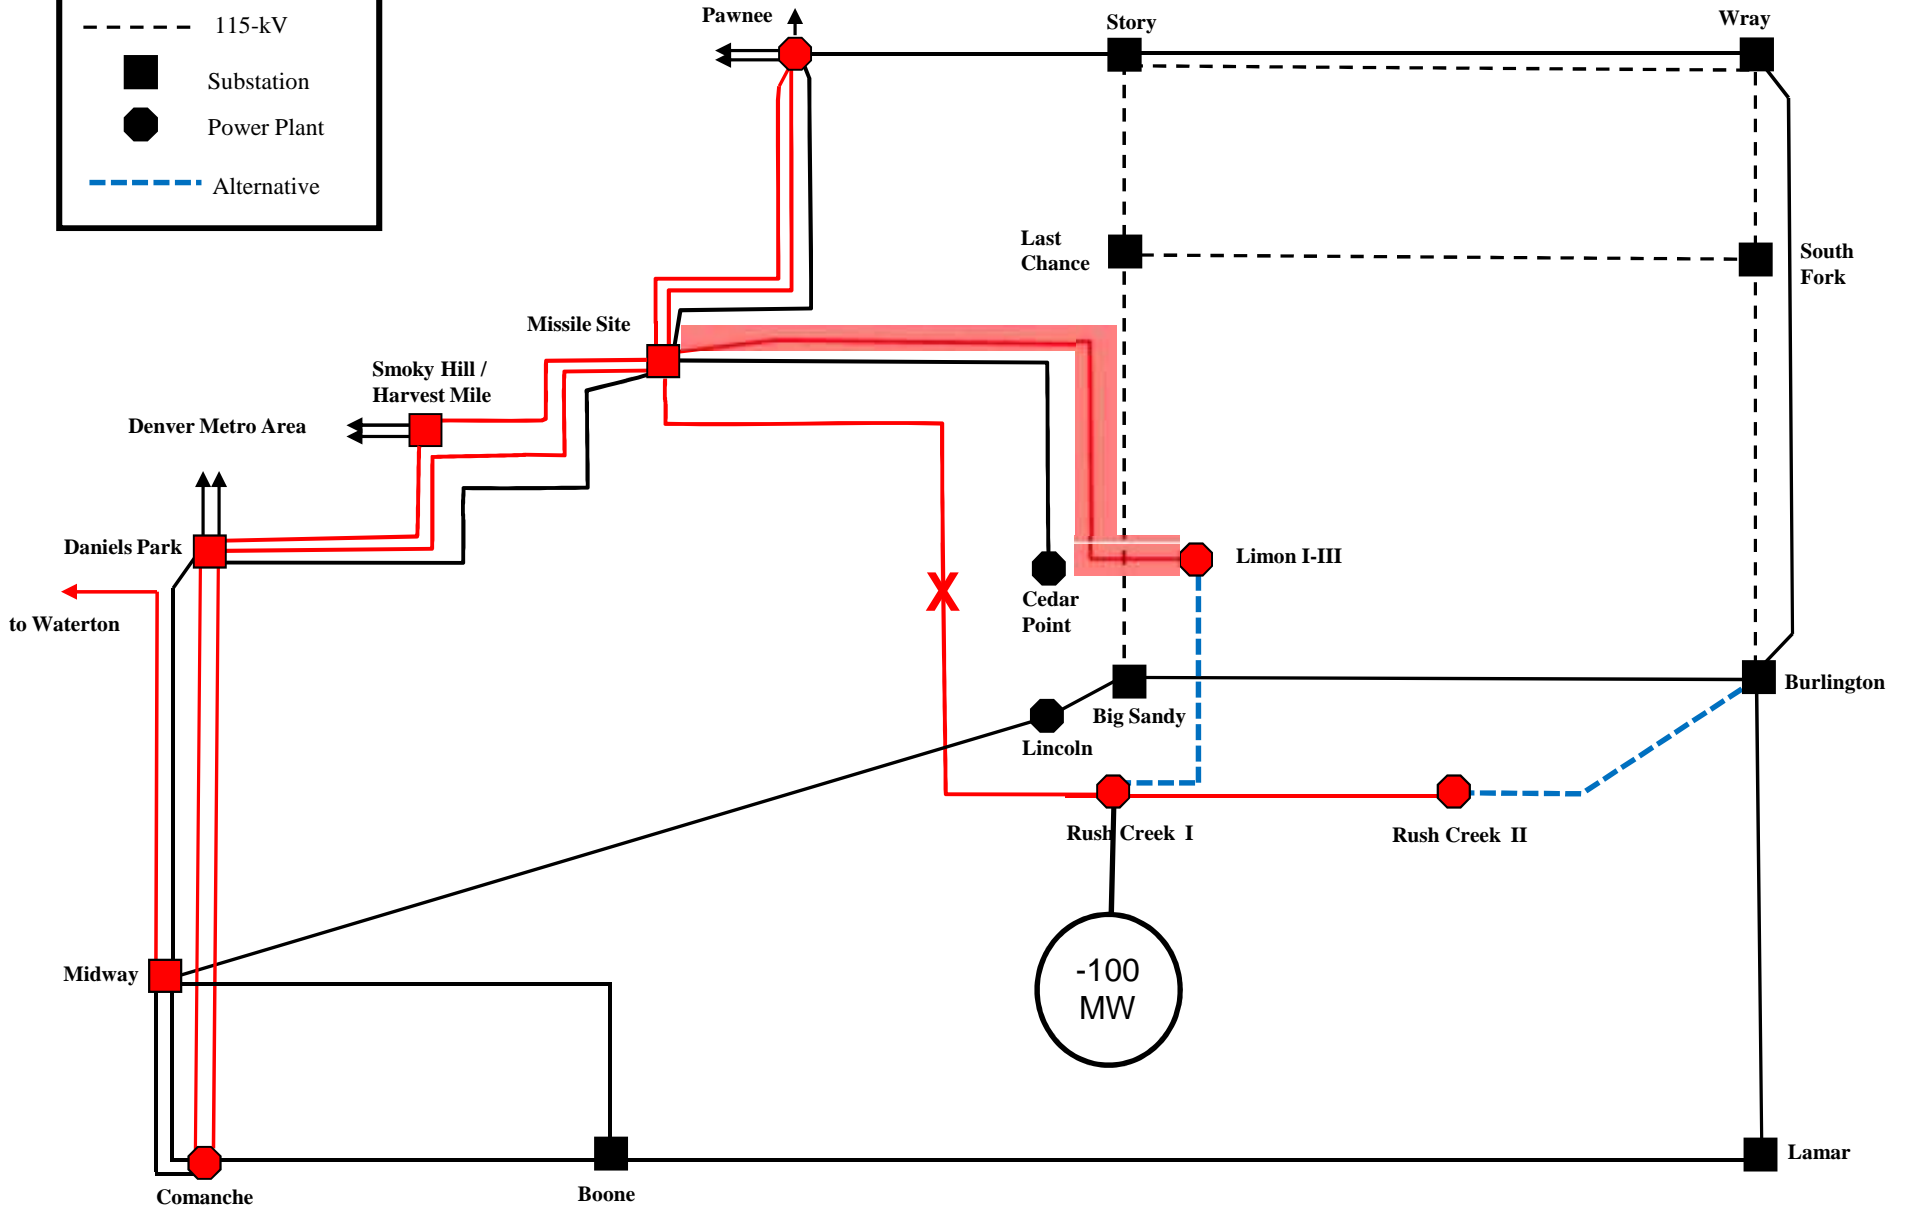 Pawnee
Story
Wray
115-kV
Substation
Power Plant
Alternative
Last
Chance
South
Fork
Missile Site
Smoky Hill /
Harvest Mile
Denver Metro Area
Daniels Park
Limon I-III
to Waterton
Cedar
Point
X
Burlington
Big Sandy
Lincoln
Rush Creek I
Rush Creek II
-100
MW
Midway
Lamar
Comanche
Boone